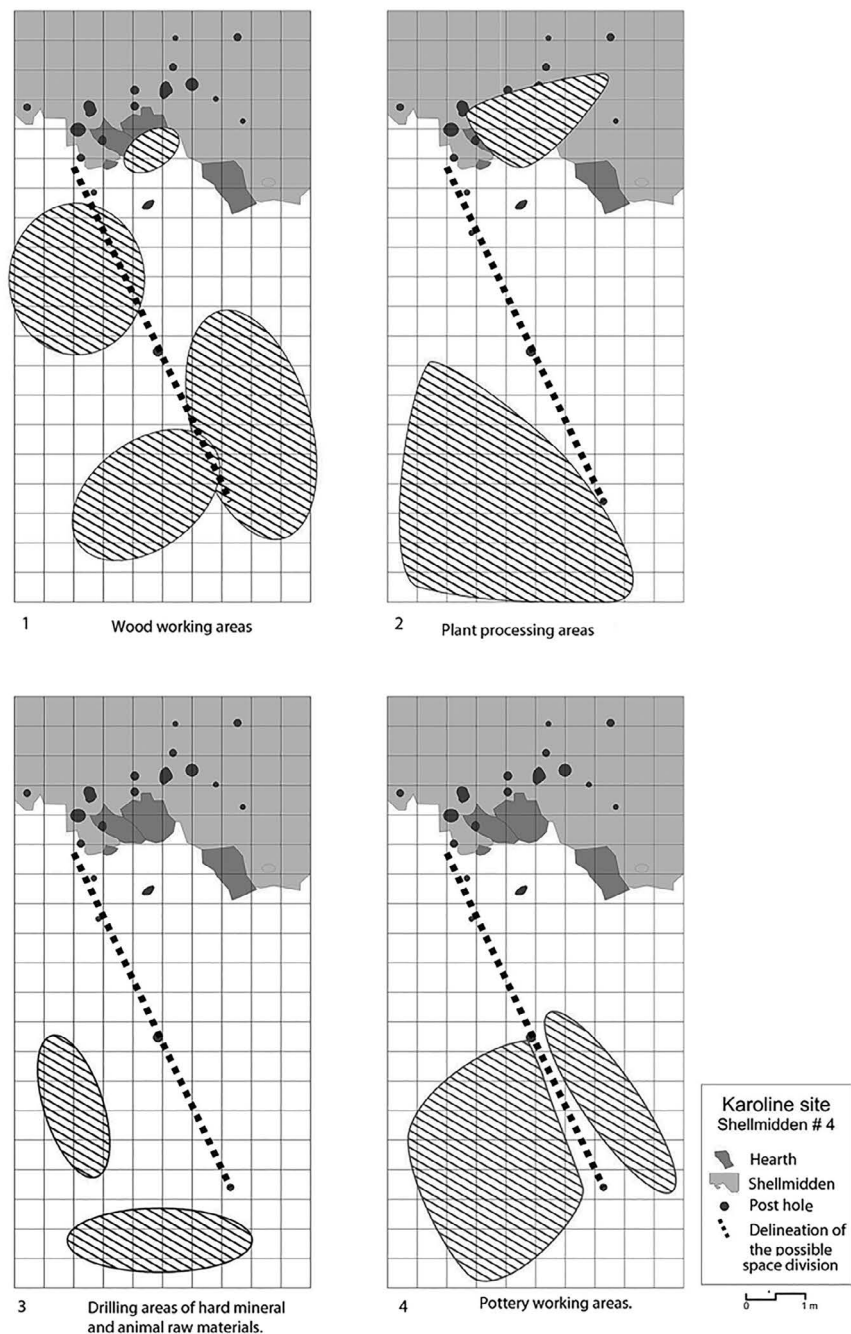 1
Wood working areas
2
Plant processing areas
3
Drilling areas of hard mineral
and animal raw materials.
4
Pottery working areas.
Karoline site
Shellmidden # 4
Hearth
Shellmidden
Post hole
Delineation of
the possible
space division
0 1 m